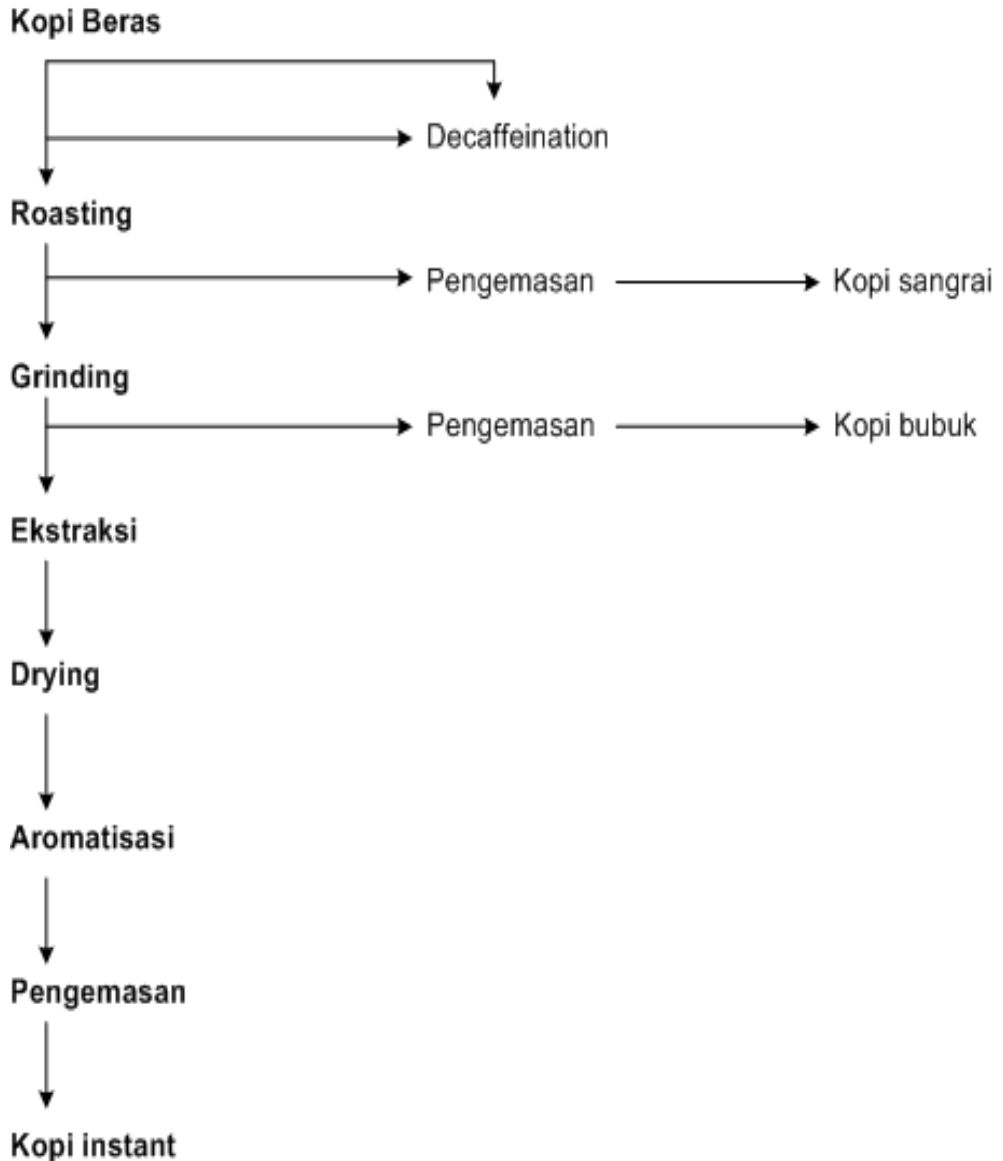 Kopi Beras
Decaffeination
Roasting
Pengemasan Kopi sangrai
Grinding
Pengemasan Kopi bubuk
Ekstraksi
Drying
Aromatisasi
Pengemasan
Kopi instant